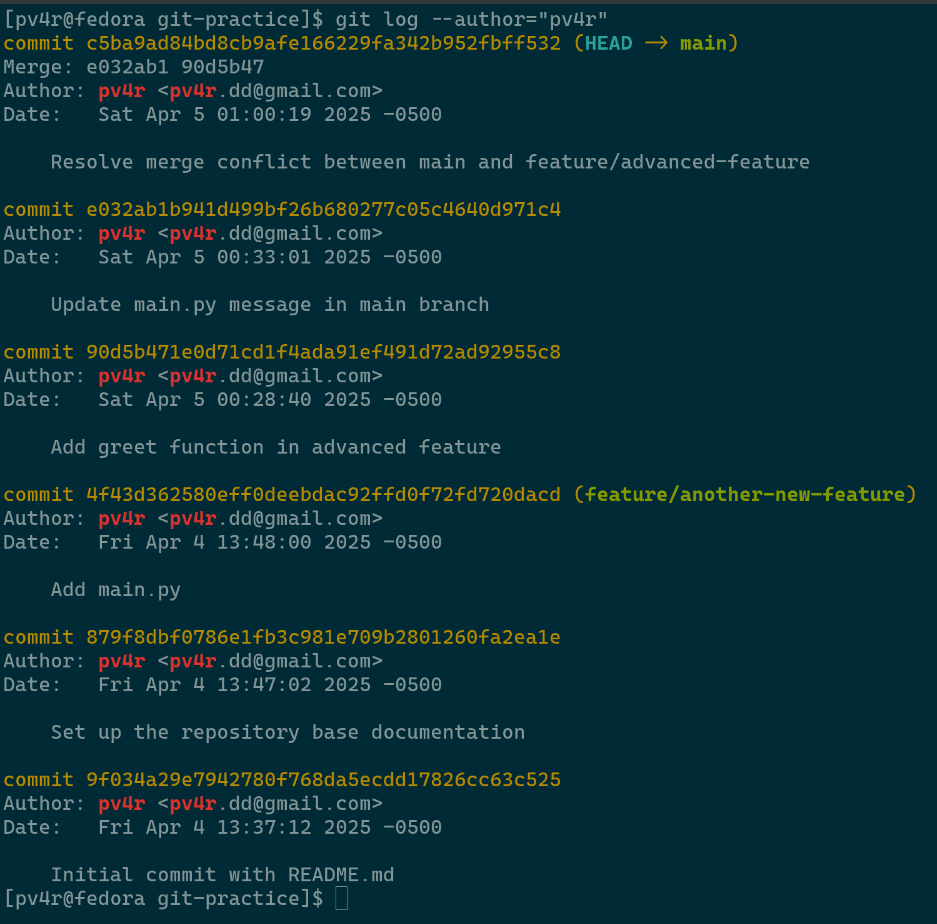 [pv4r@fedora git-practice]$ git log --author="pv4r"
commit c5ba9ad84bd8cb9afe166229fa342b952fbff532 (HEAD -> main)
Merge: e032ab1 90d5b47
Author: pv4r <pv4r.dd@gmail.com>
Date:   Sat Apr 5 01:00:19 2025 -0500

    Resolve merge conflict between main and feature/advanced-feature

commit e032ab1b941d499bf26b680277c05c4640d971c4
Author: pv4r <pv4r.dd@gmail.com>
Date:   Sat Apr 5 00:33:01 2025 -0500

    Update main.py message in main branch

commit 90d5b471e0d71cd1f4ada91ef491d72ad92955c8
Author: pv4r <pv4r.dd@gmail.com>
Date:   Sat Apr 5 00:28:40 2025 -0500

    Add greet function in advanced feature

commit 4f43d362580eff0deebdac92ffd0f72fd720dacd (feature/another-new-feature)
Author: pv4r <pv4r.dd@gmail.com>
Date:   Fri Apr 4 13:48:00 2025 -0500

    Add main.py

commit 879f8dbf0786e1fb3c981e709b2801260fa2ea1e
Author: pv4r <pv4r.dd@gmail.com>
Date:   Fri Apr 4 13:47:02 2025 -0500

    Set up the repository base documentation

commit 9f034a29e7942780f768da5ecdd17826cc63c525
Author: pv4r <pv4r.dd@gmail.com>
Date:   Fri Apr 4 13:37:12 2025 -0500

    Initial commit with README.md
[pv4r@fedora git-practice]$